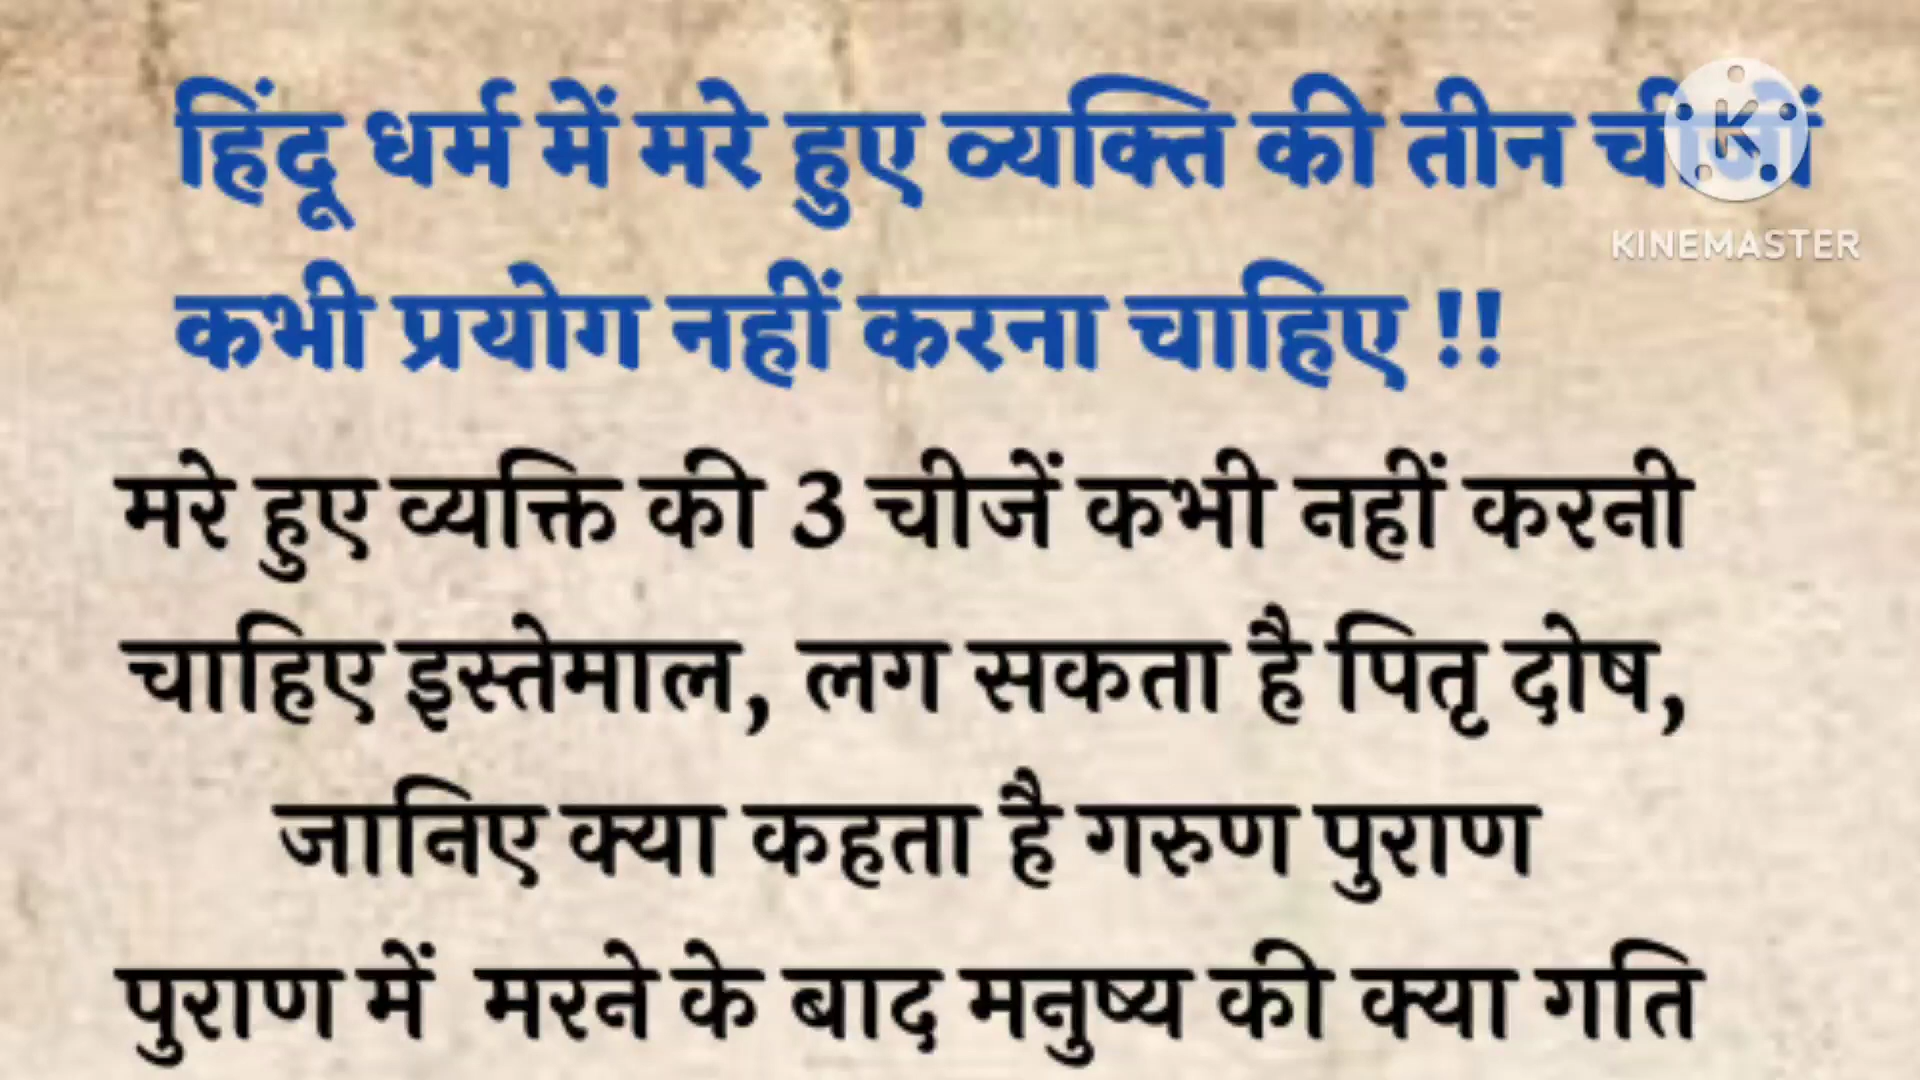 हिंदू धर्म में मरे हुए व्यक्ति की तीन
कभी प्रयोग नहीं करना चाहिए !!
मरे हुए व्यक्ति की 3 चीजें कभी नहीं करनी
चाहिए इस्तेमाल, लग सकता है पितृ दोष,
जानिए क्या कहता है गरुण पुराण
पुराण में मरने के बाद मनुष्य की क्या गति
K
KINEMASTER